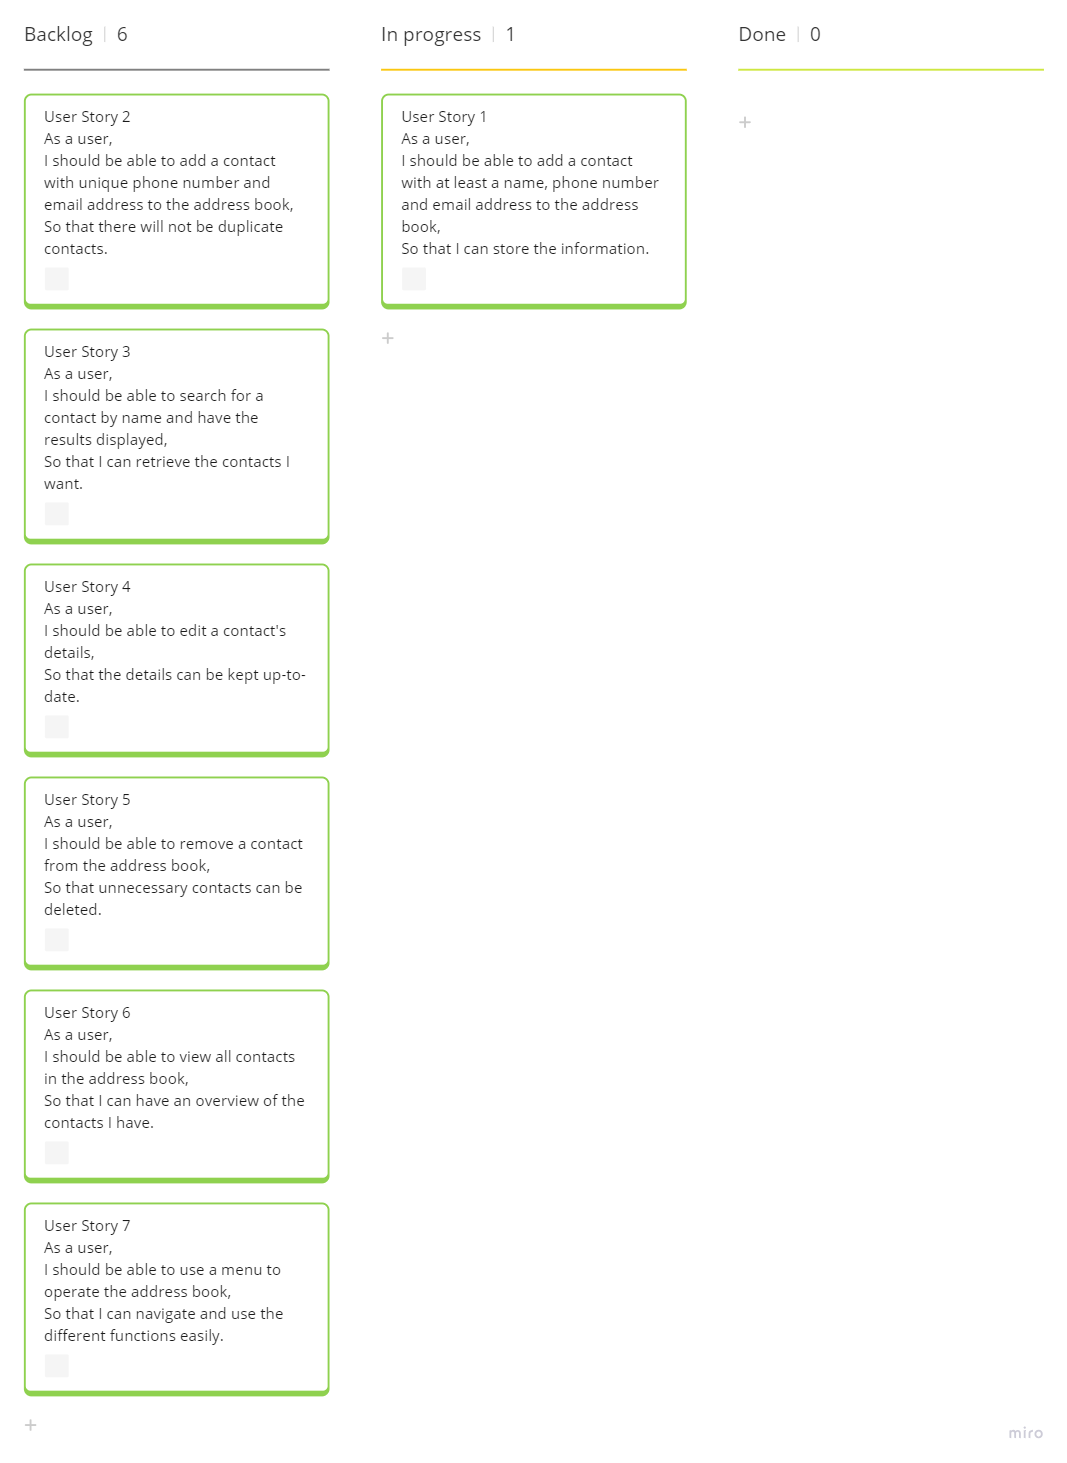 Backlog | 6
User Story 2
As a user,
I should be able to add a contact
with unique phone number and
email address to the address book,
So that there will not be duplicate
contacts.
User Story 3
As a user,
I should be able to search for a
contact by name and have the
results displayed,
So that I can retrieve the contacts I
want.
User Story 4
As a user,
I should be able to edit a contact's
details,
So that the details can be kept up-to-
date.
User Story 5
As a user,
I should be able to remove a contact
from the address book,
So that unnecessary contacts can be
deleted.
User Story 6
As a user,
I should be able to view all contacts
in the address book,
So that I can have an overview of the
contacts I have.
User Story 7
As a user,
I should be able to use a menu to
operate the address book,
So that I can navigate and use the
different functions easily.
+
In progress | 1
User Story 1
As a user,
I should be able to add a contact
with at least a name, phone number
and email address to the address
book,
So that I can store the information.
+
Done | 0
+
miro